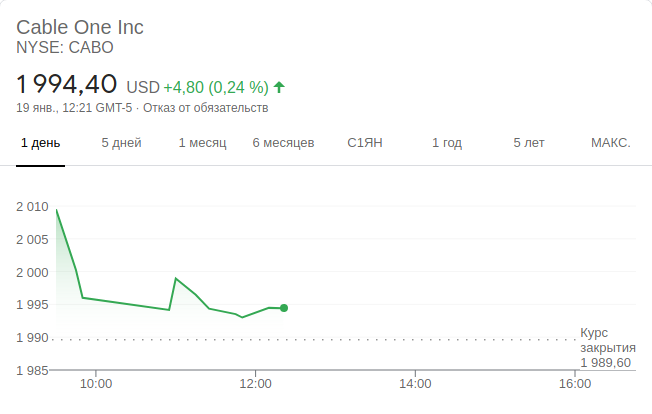 Cable One Inc
NYSE: CABO
1 994,40 USD +4,80 (0,24 %)
19 янв., 12:21 GMT-5 · Отказ от обязательств
1 день 5 дней 1 месяц 6 месяцев С1ЯН 1 год 5 лет МАКС.
2 010
2 005
2 000
1 995
1 990
1 985
Курс
закрытия
1 989,60
10:00 12:00 14:00 16:00